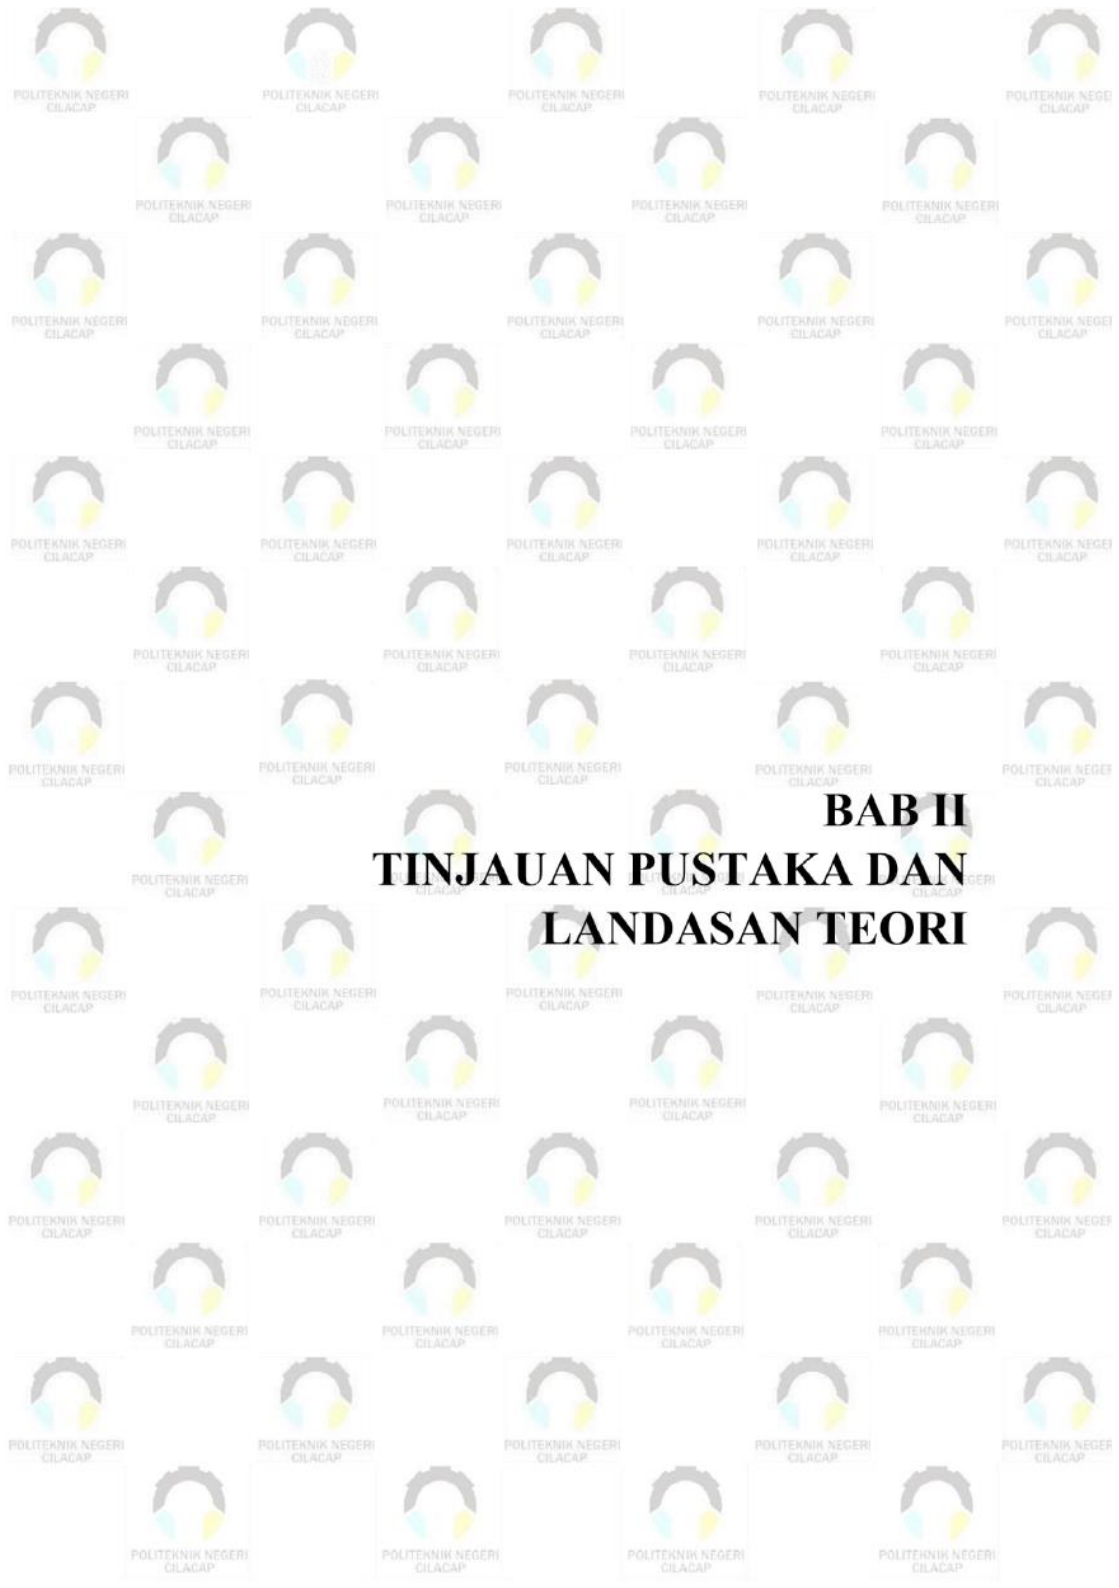 POLITEKNIK NEGERI
CILACAP
BAB II
TINJAUAN PUSTAKA DAN
LANDASAN TEORI